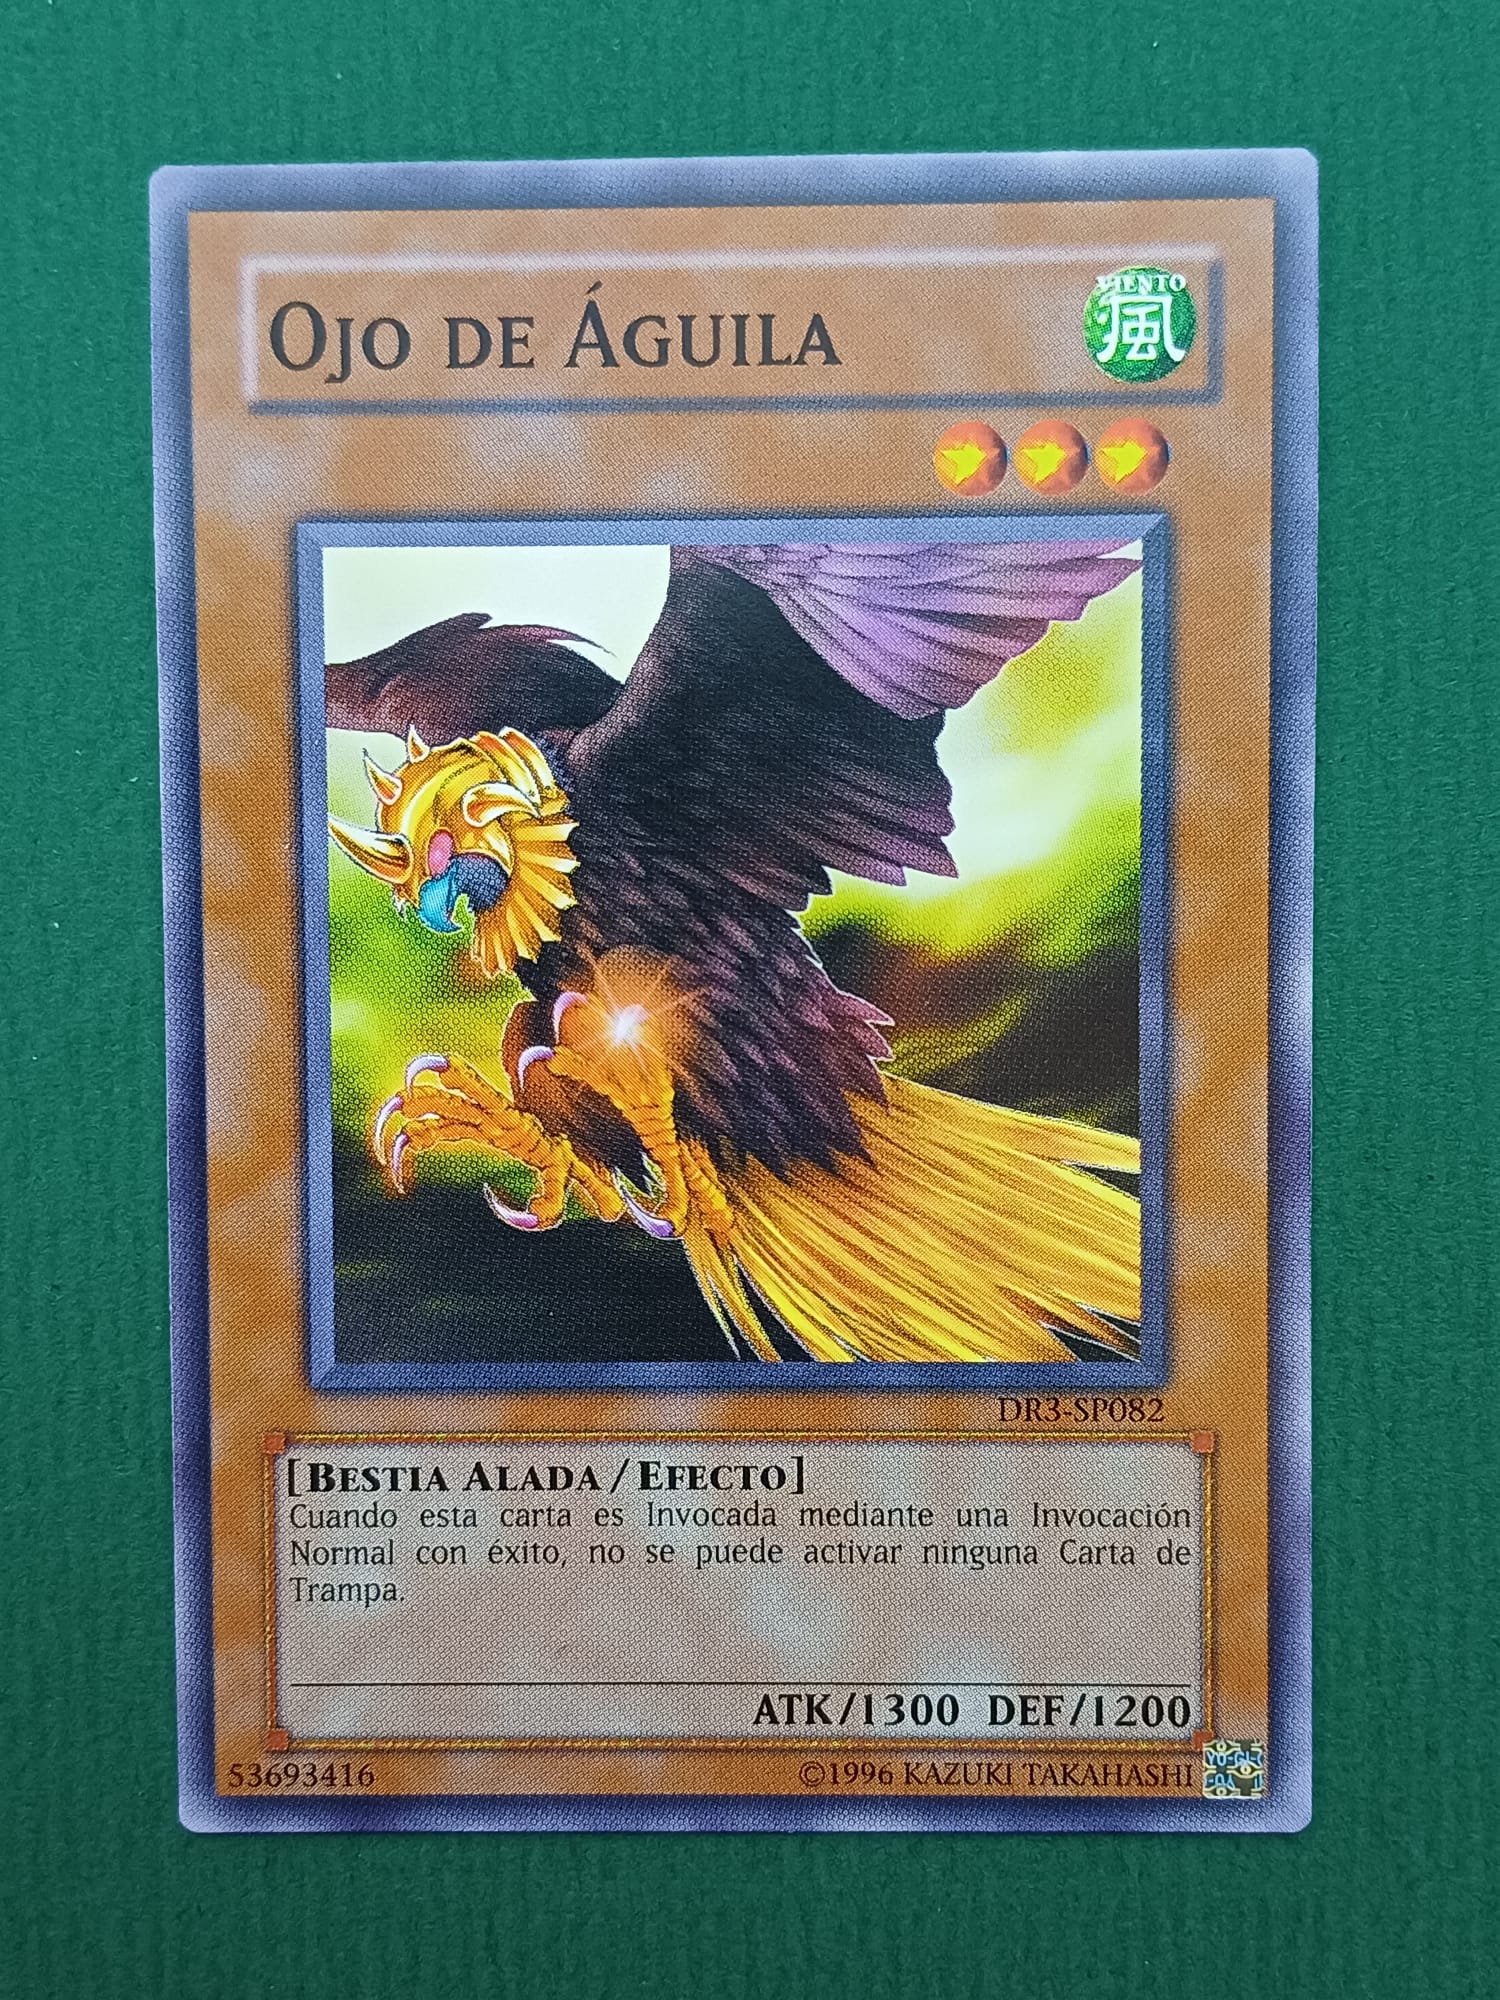 Ojo de Águila
VIENTO
風
DR3-SP082
[Bestia Alada/Efecto]
Cuando esta carta es Invocada mediante una Invocación
Normal con éxito, no se puede activar ninguna Carta de
Trampa.
ATK/1300 DEF/1200
53693416
©1996 KAZUKI TAKAHASHI